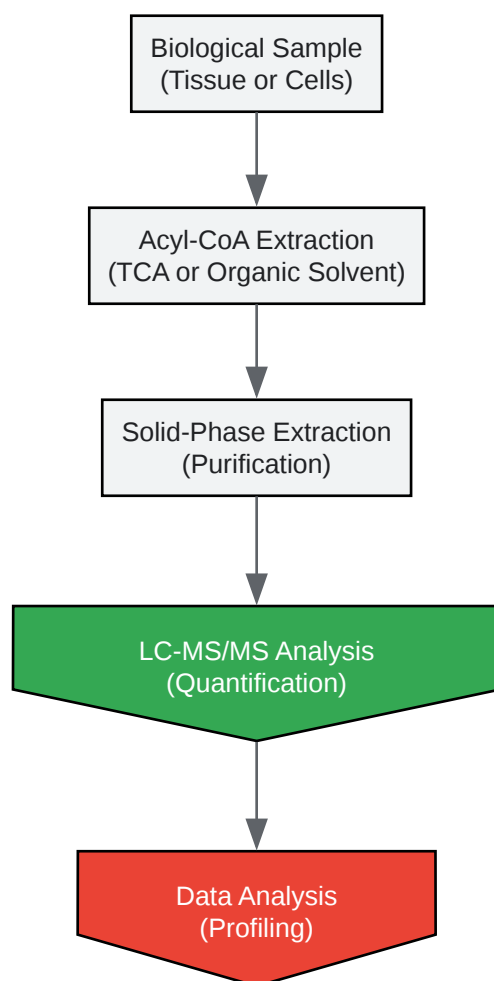 Biological Sample
(Tissue or Cells)
Acyl-CoA Extraction
(TCA or Organic Solvent)
Solid-Phase Extraction
(Purification)
LC-MS/MS Analysis
(Quantification)
Data Analysis
(Profiling)